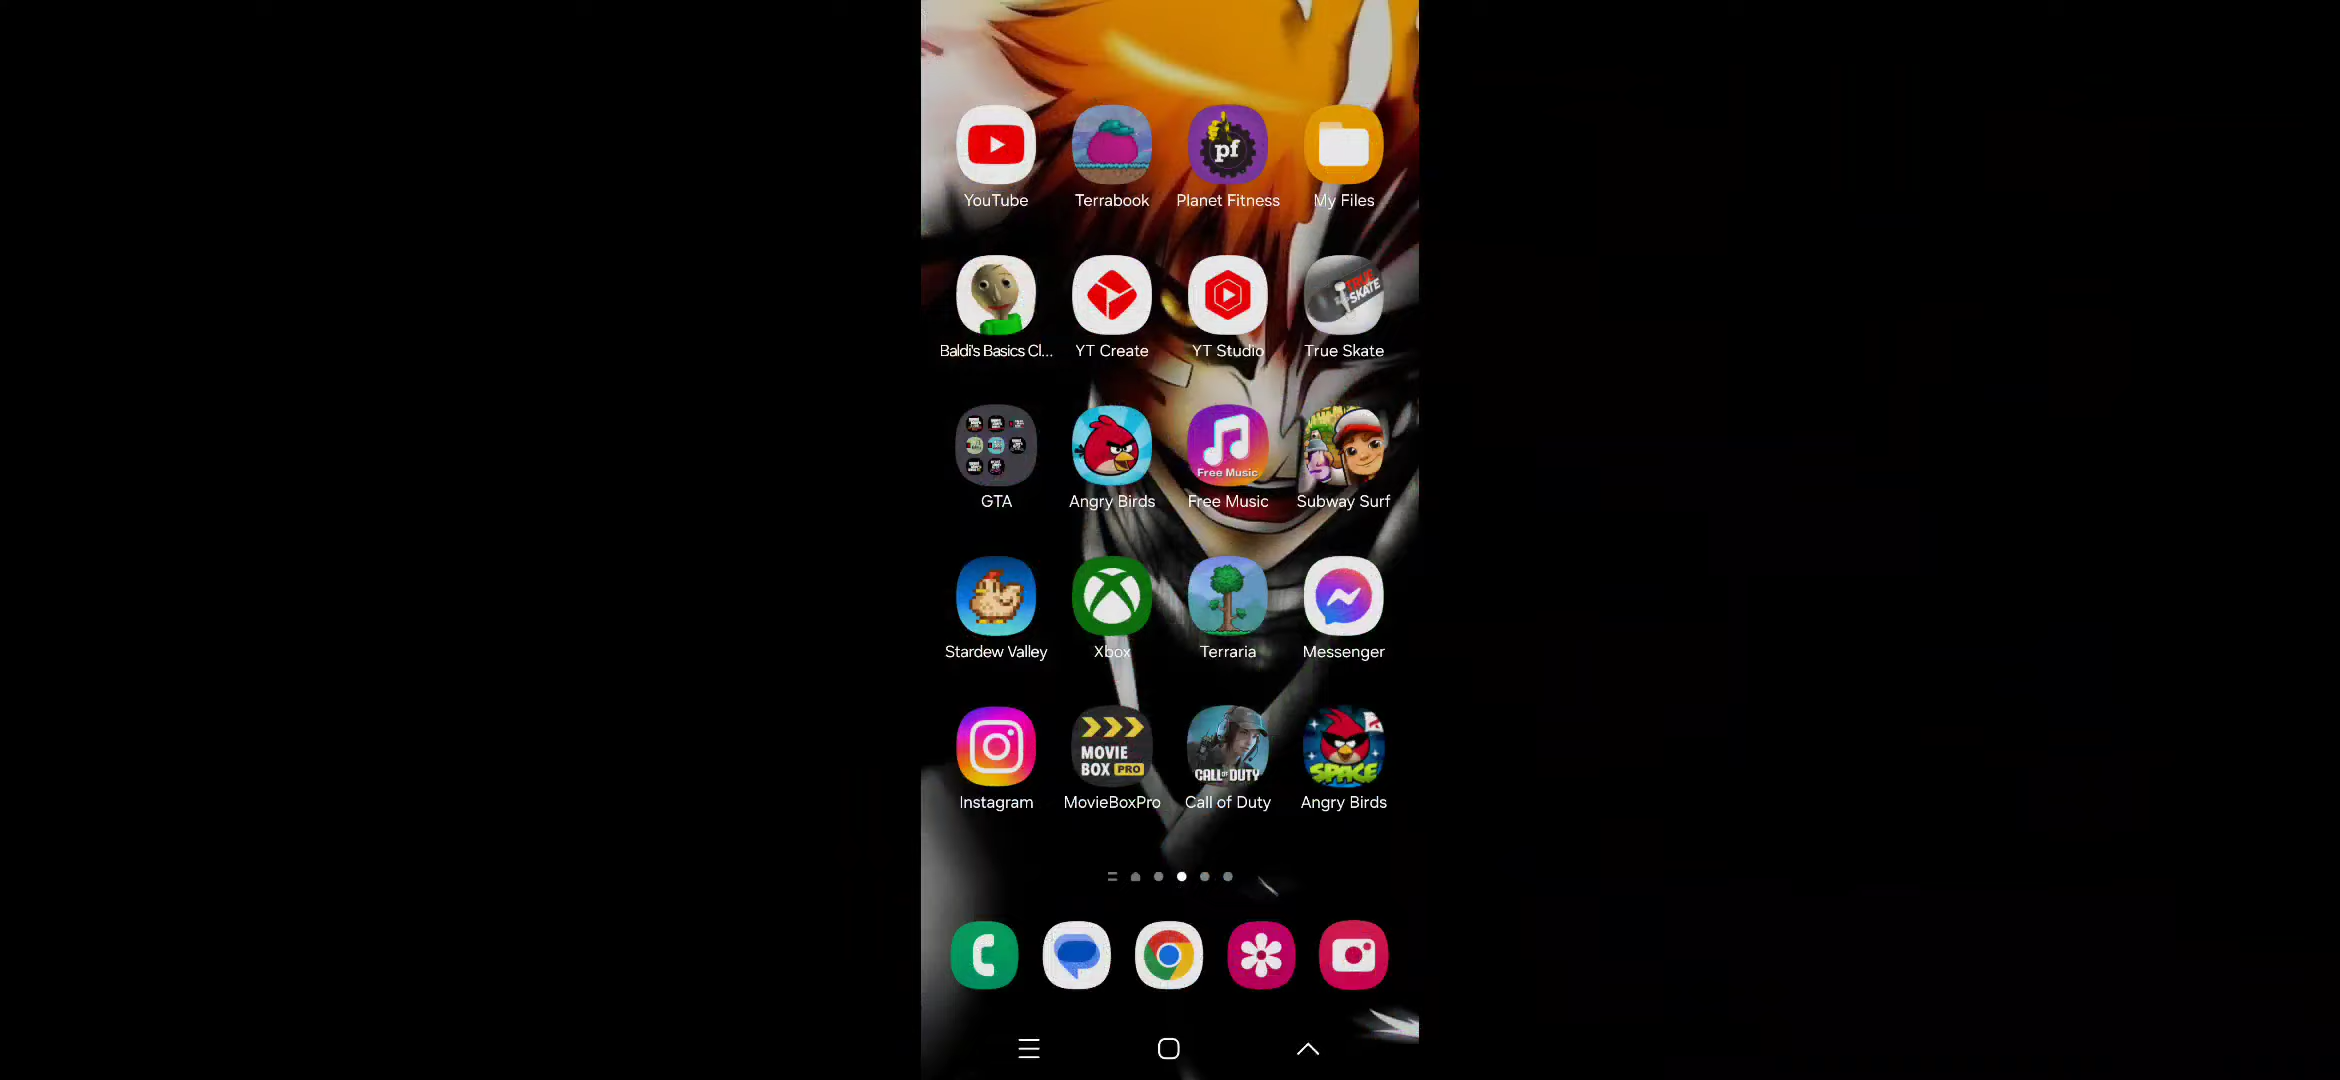 pf
YouTube
Terrabook
Planet Fitness
My Files
TRUE
SKATE
Baldi's Basics Cl...
YT Create
YT Studio
True Skate
Free Music
GTA
Angry Birds
Free Music
Subway Surf
Stardew Valley
Xbox
Terraria
Messenger
MOVIE
BOX PRO
CALL OF DUTY
SPACE
Instagram
MovieBoxPro
Call of Duty
Angry Birds